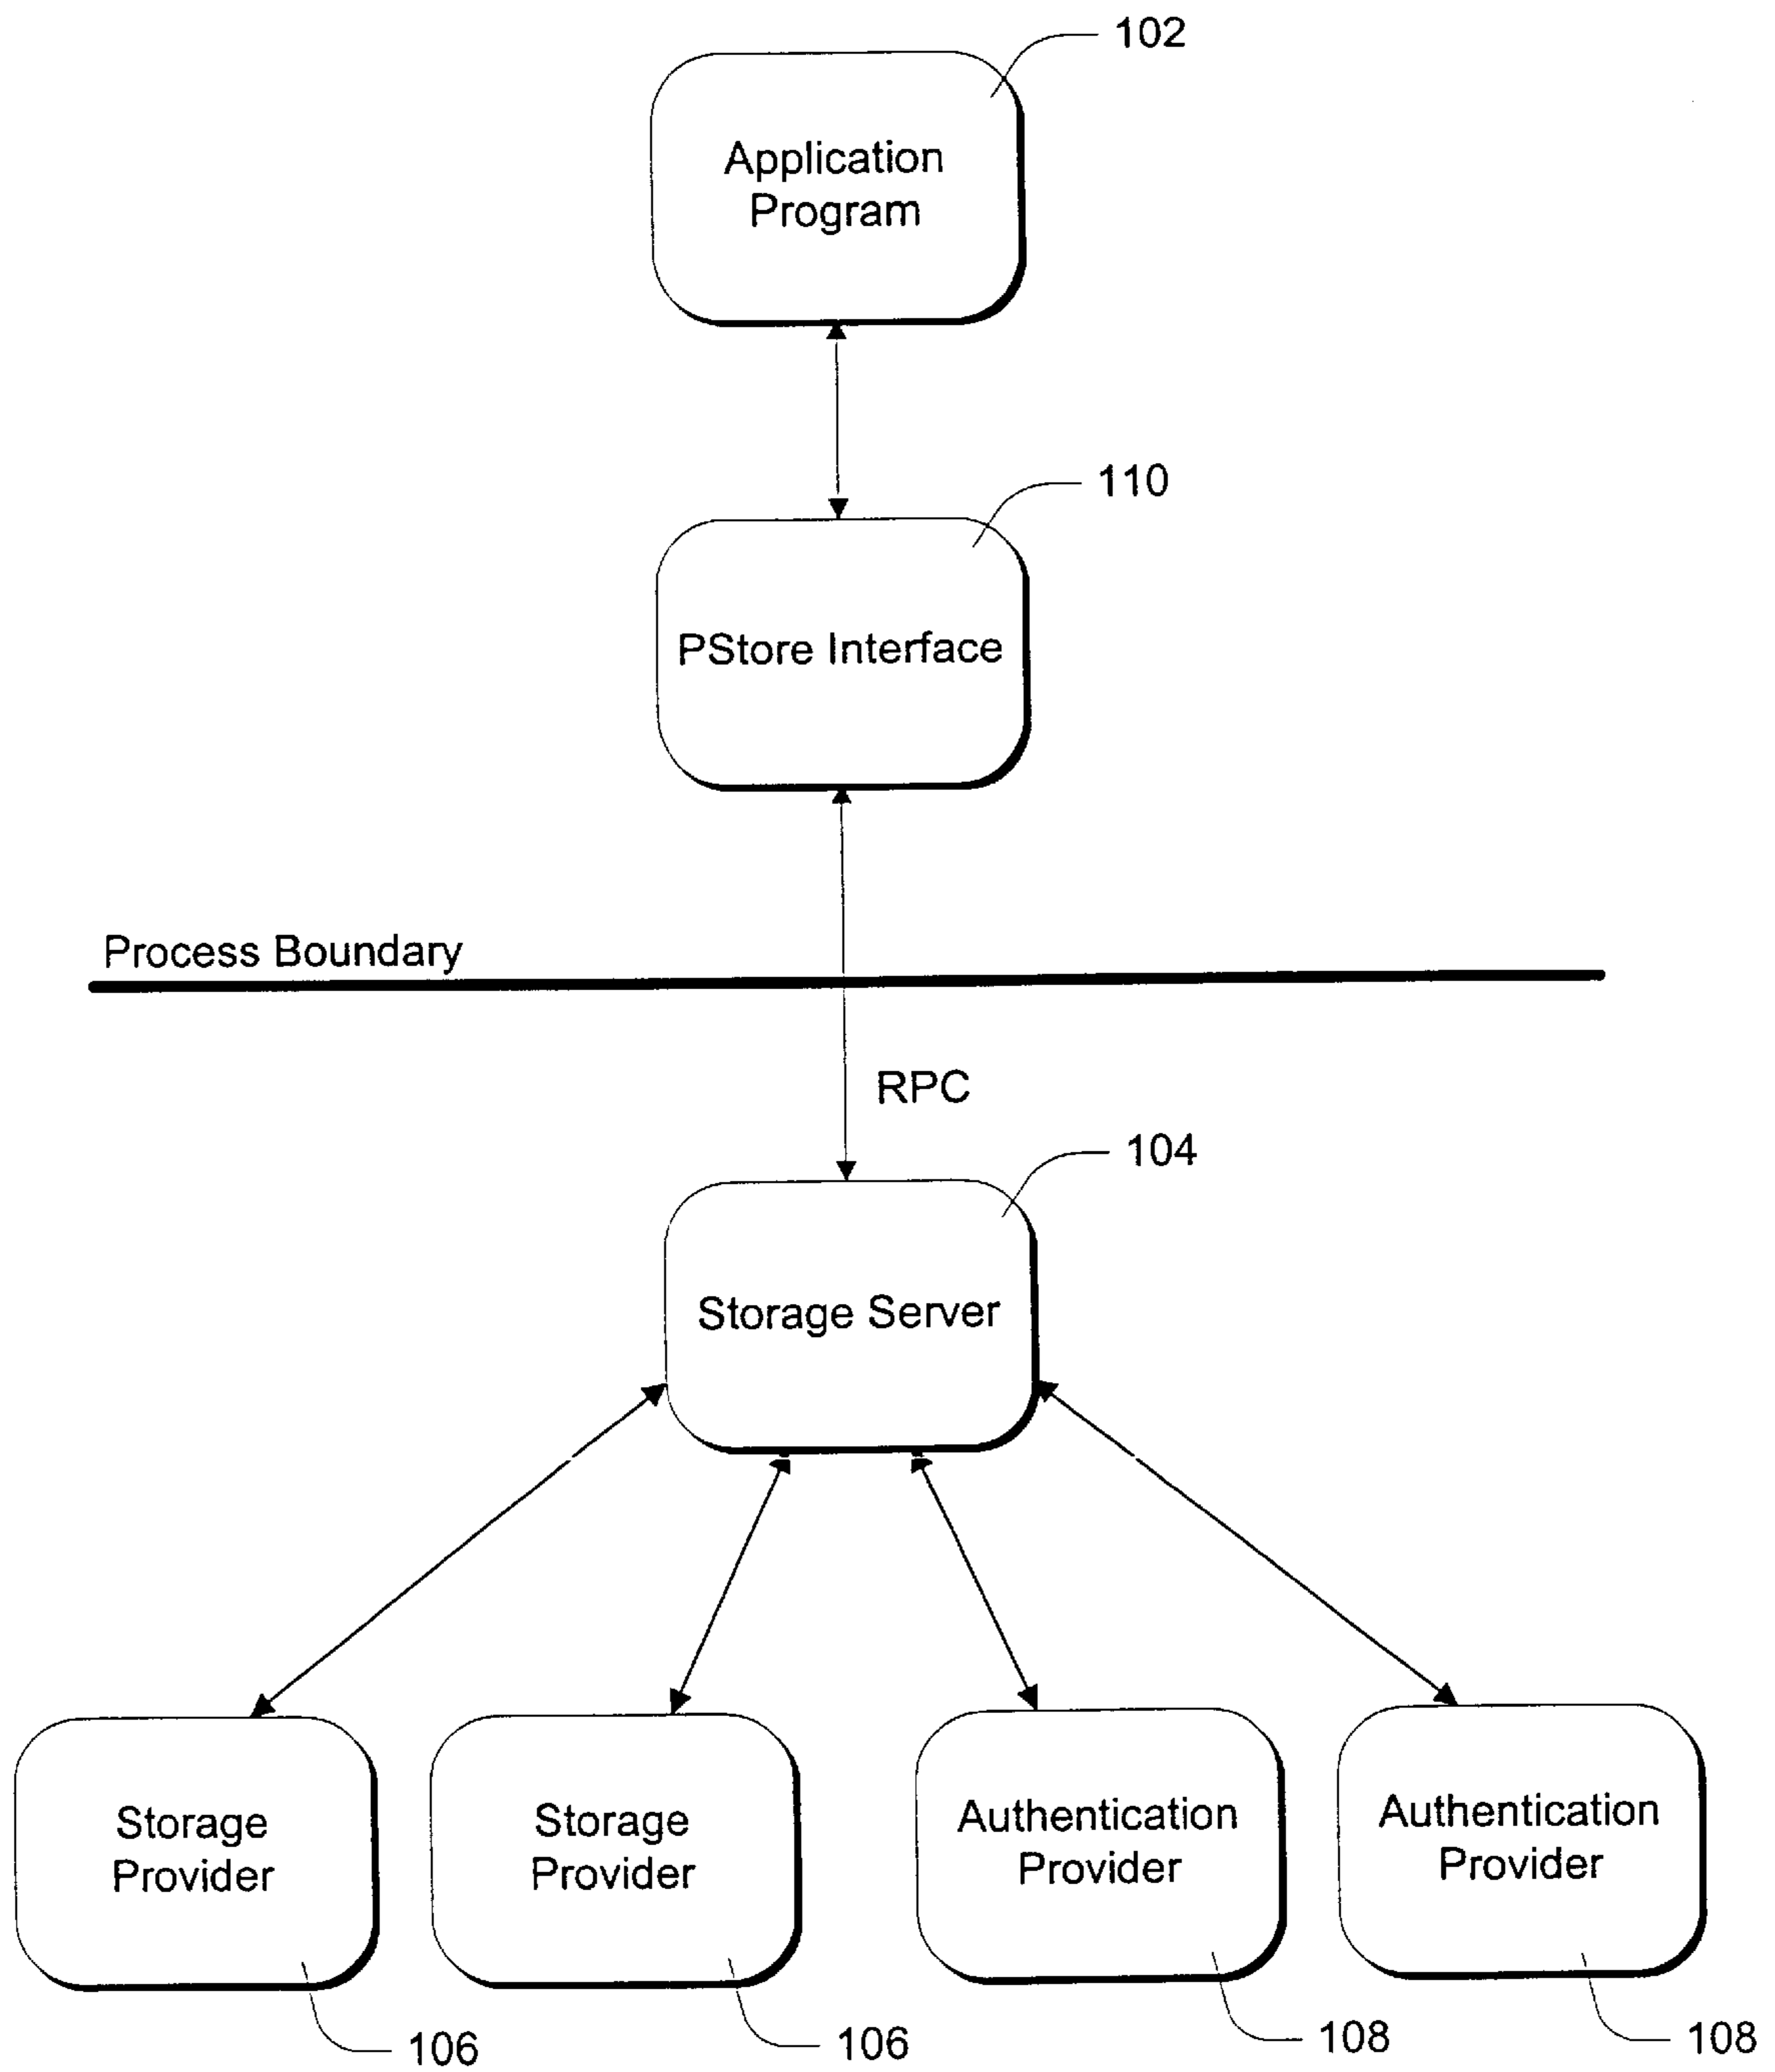 102
Application
Program
110
PStore Interface
Process Boundary
RPC
104
Storage Server
Storage
Provider
Storage
Provider
Authentication
Provider
Authentication
Provider
106
106
108
108